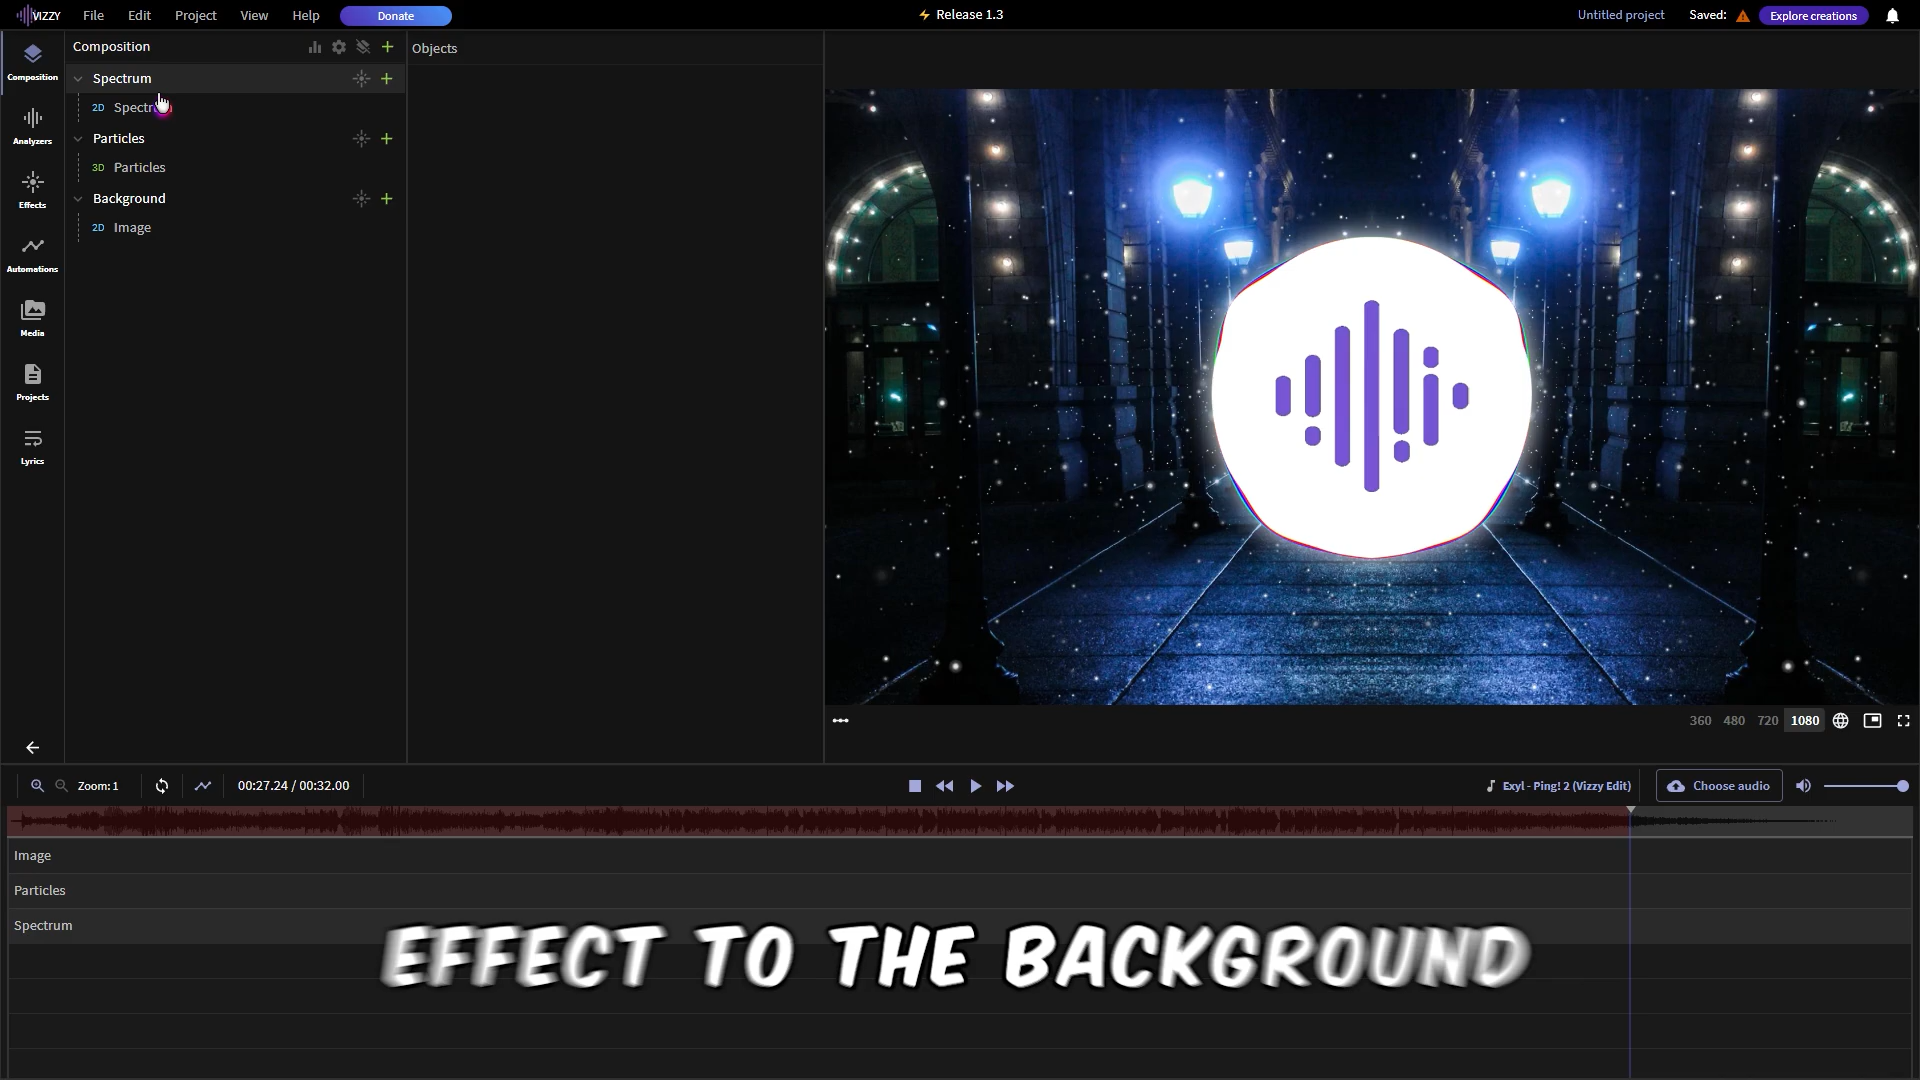 VIZZY File Edit Project View Help Donate
Release 1.3
Untitled project Saved: Explore creations
Composition
Analyzers
Effects
Automations
Media
Projects
Lyrics
Composition
Spectrum
2D Spectrum
Particles
3D Particles
Background
2D Image
Objects
360 480 720 1080
Zoom: 1 00:27.24 / 00:32.00
Exyl - Ping! 2 (Vizzy Edit) Choose audio
Image
Particles
Spectrum
EFFECT TO THE BACKGROUND